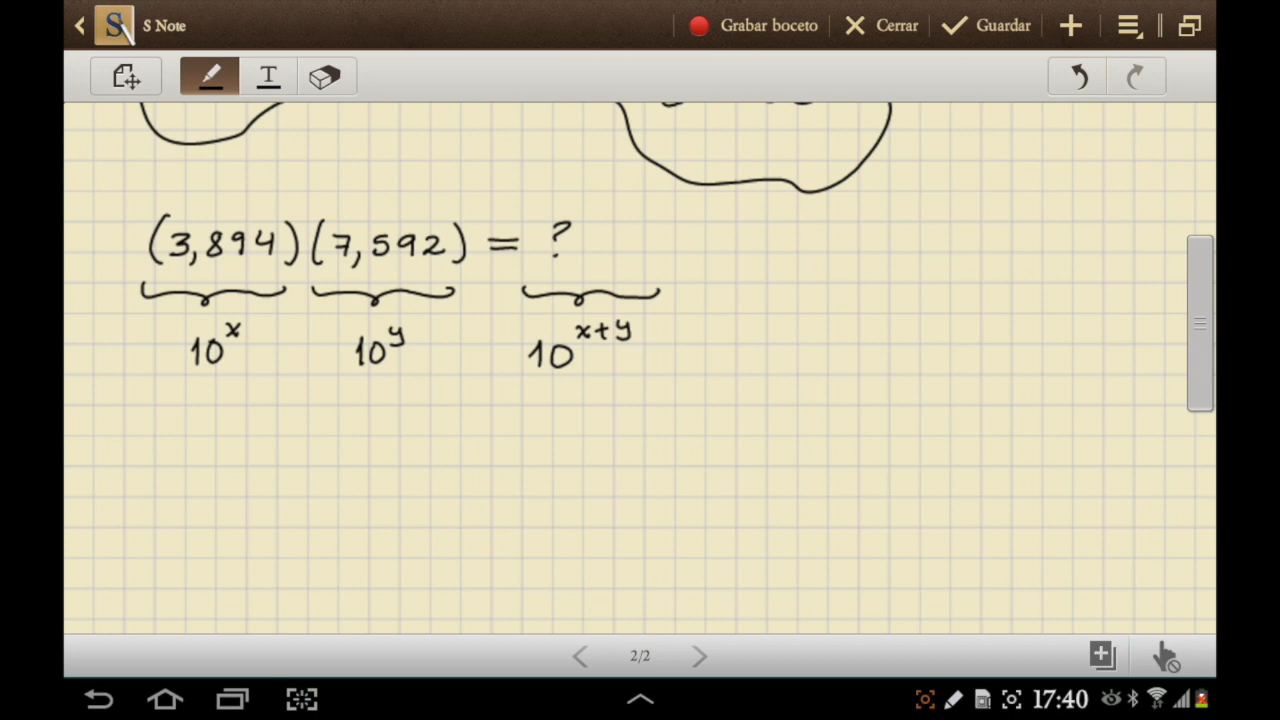 S Note Grabar boceto Cerrar Guardar
T
(3,894)(7,592) = ?
10^x 10^y 10^(x+y)
2/2
17:40